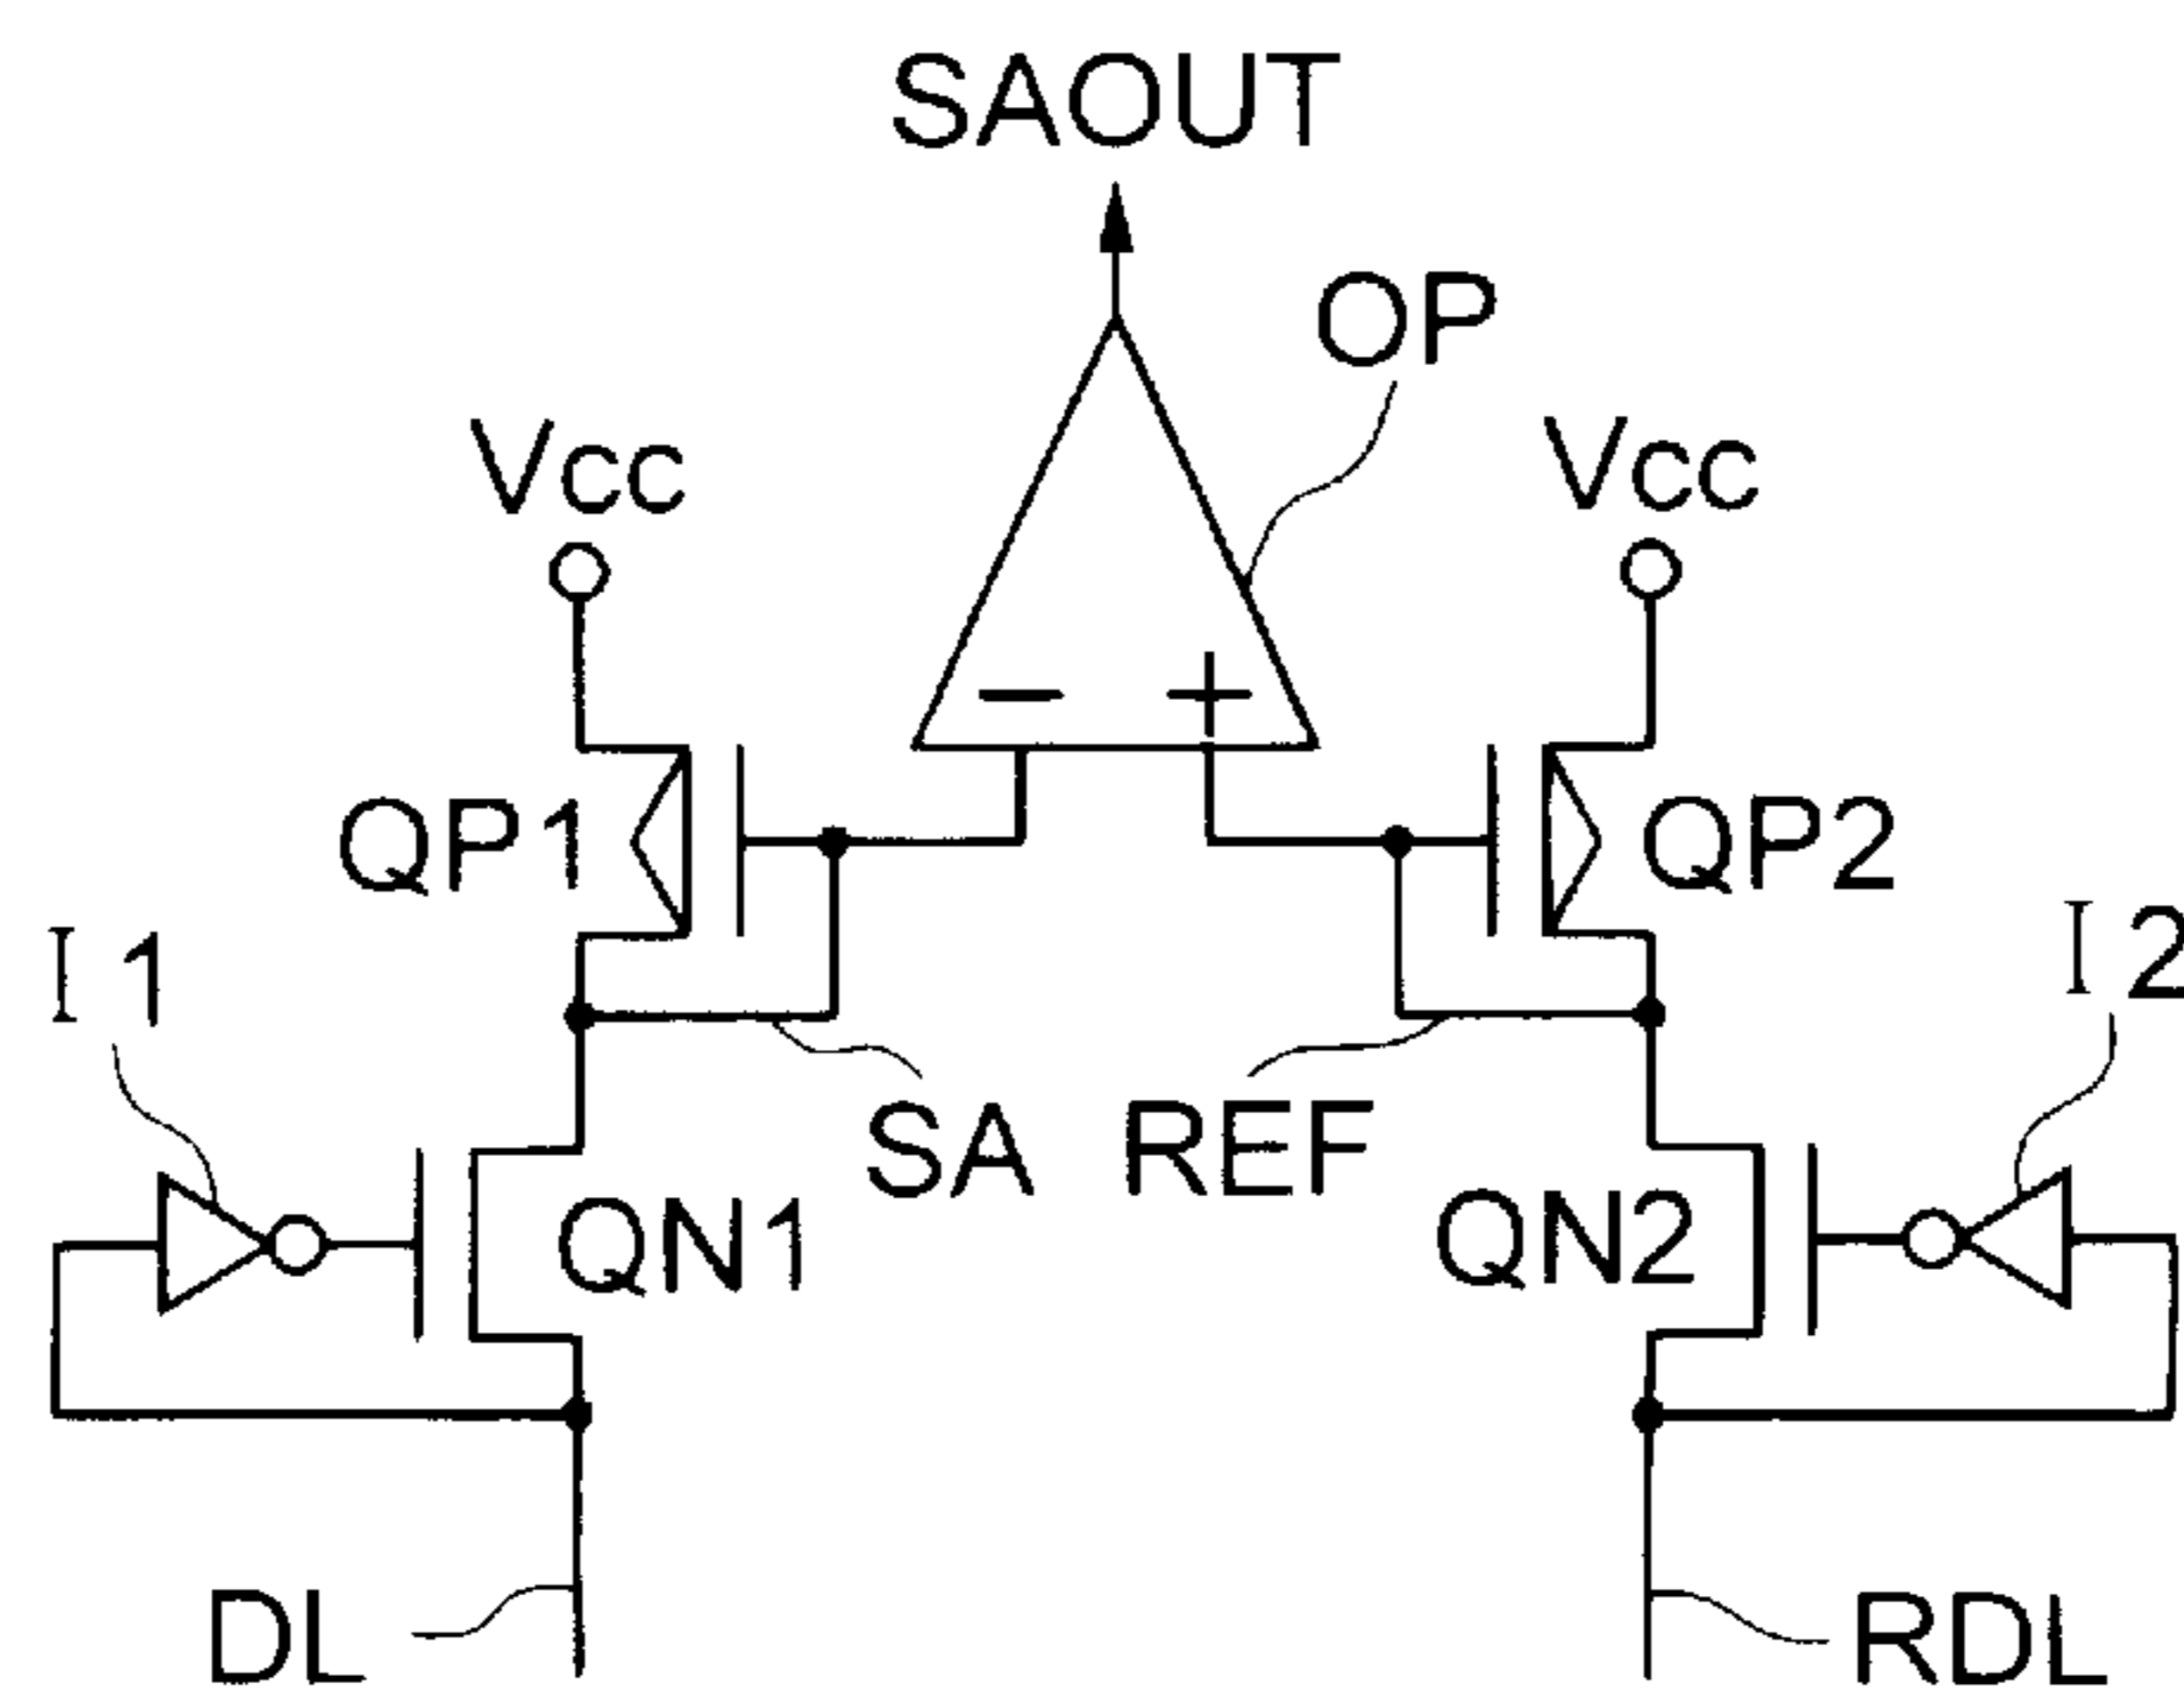 SAOUT
OP
Vcc
Vcc
− +
QP1
QP2
I1
I2
SA
REF
QN1
QN2
DL
RDL